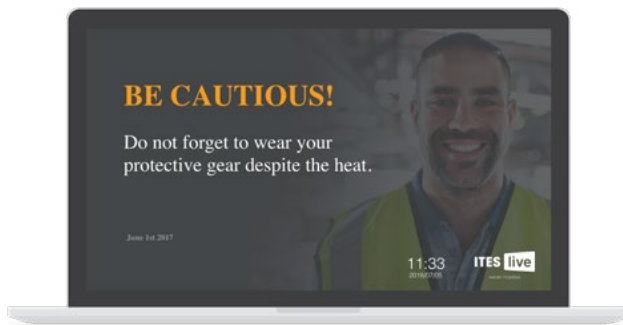 BE CAUTIOUS!
Do not forget to wear your
protective gear despite the heat.
June 1st 2017
11:33
2016/07/05
ITES live